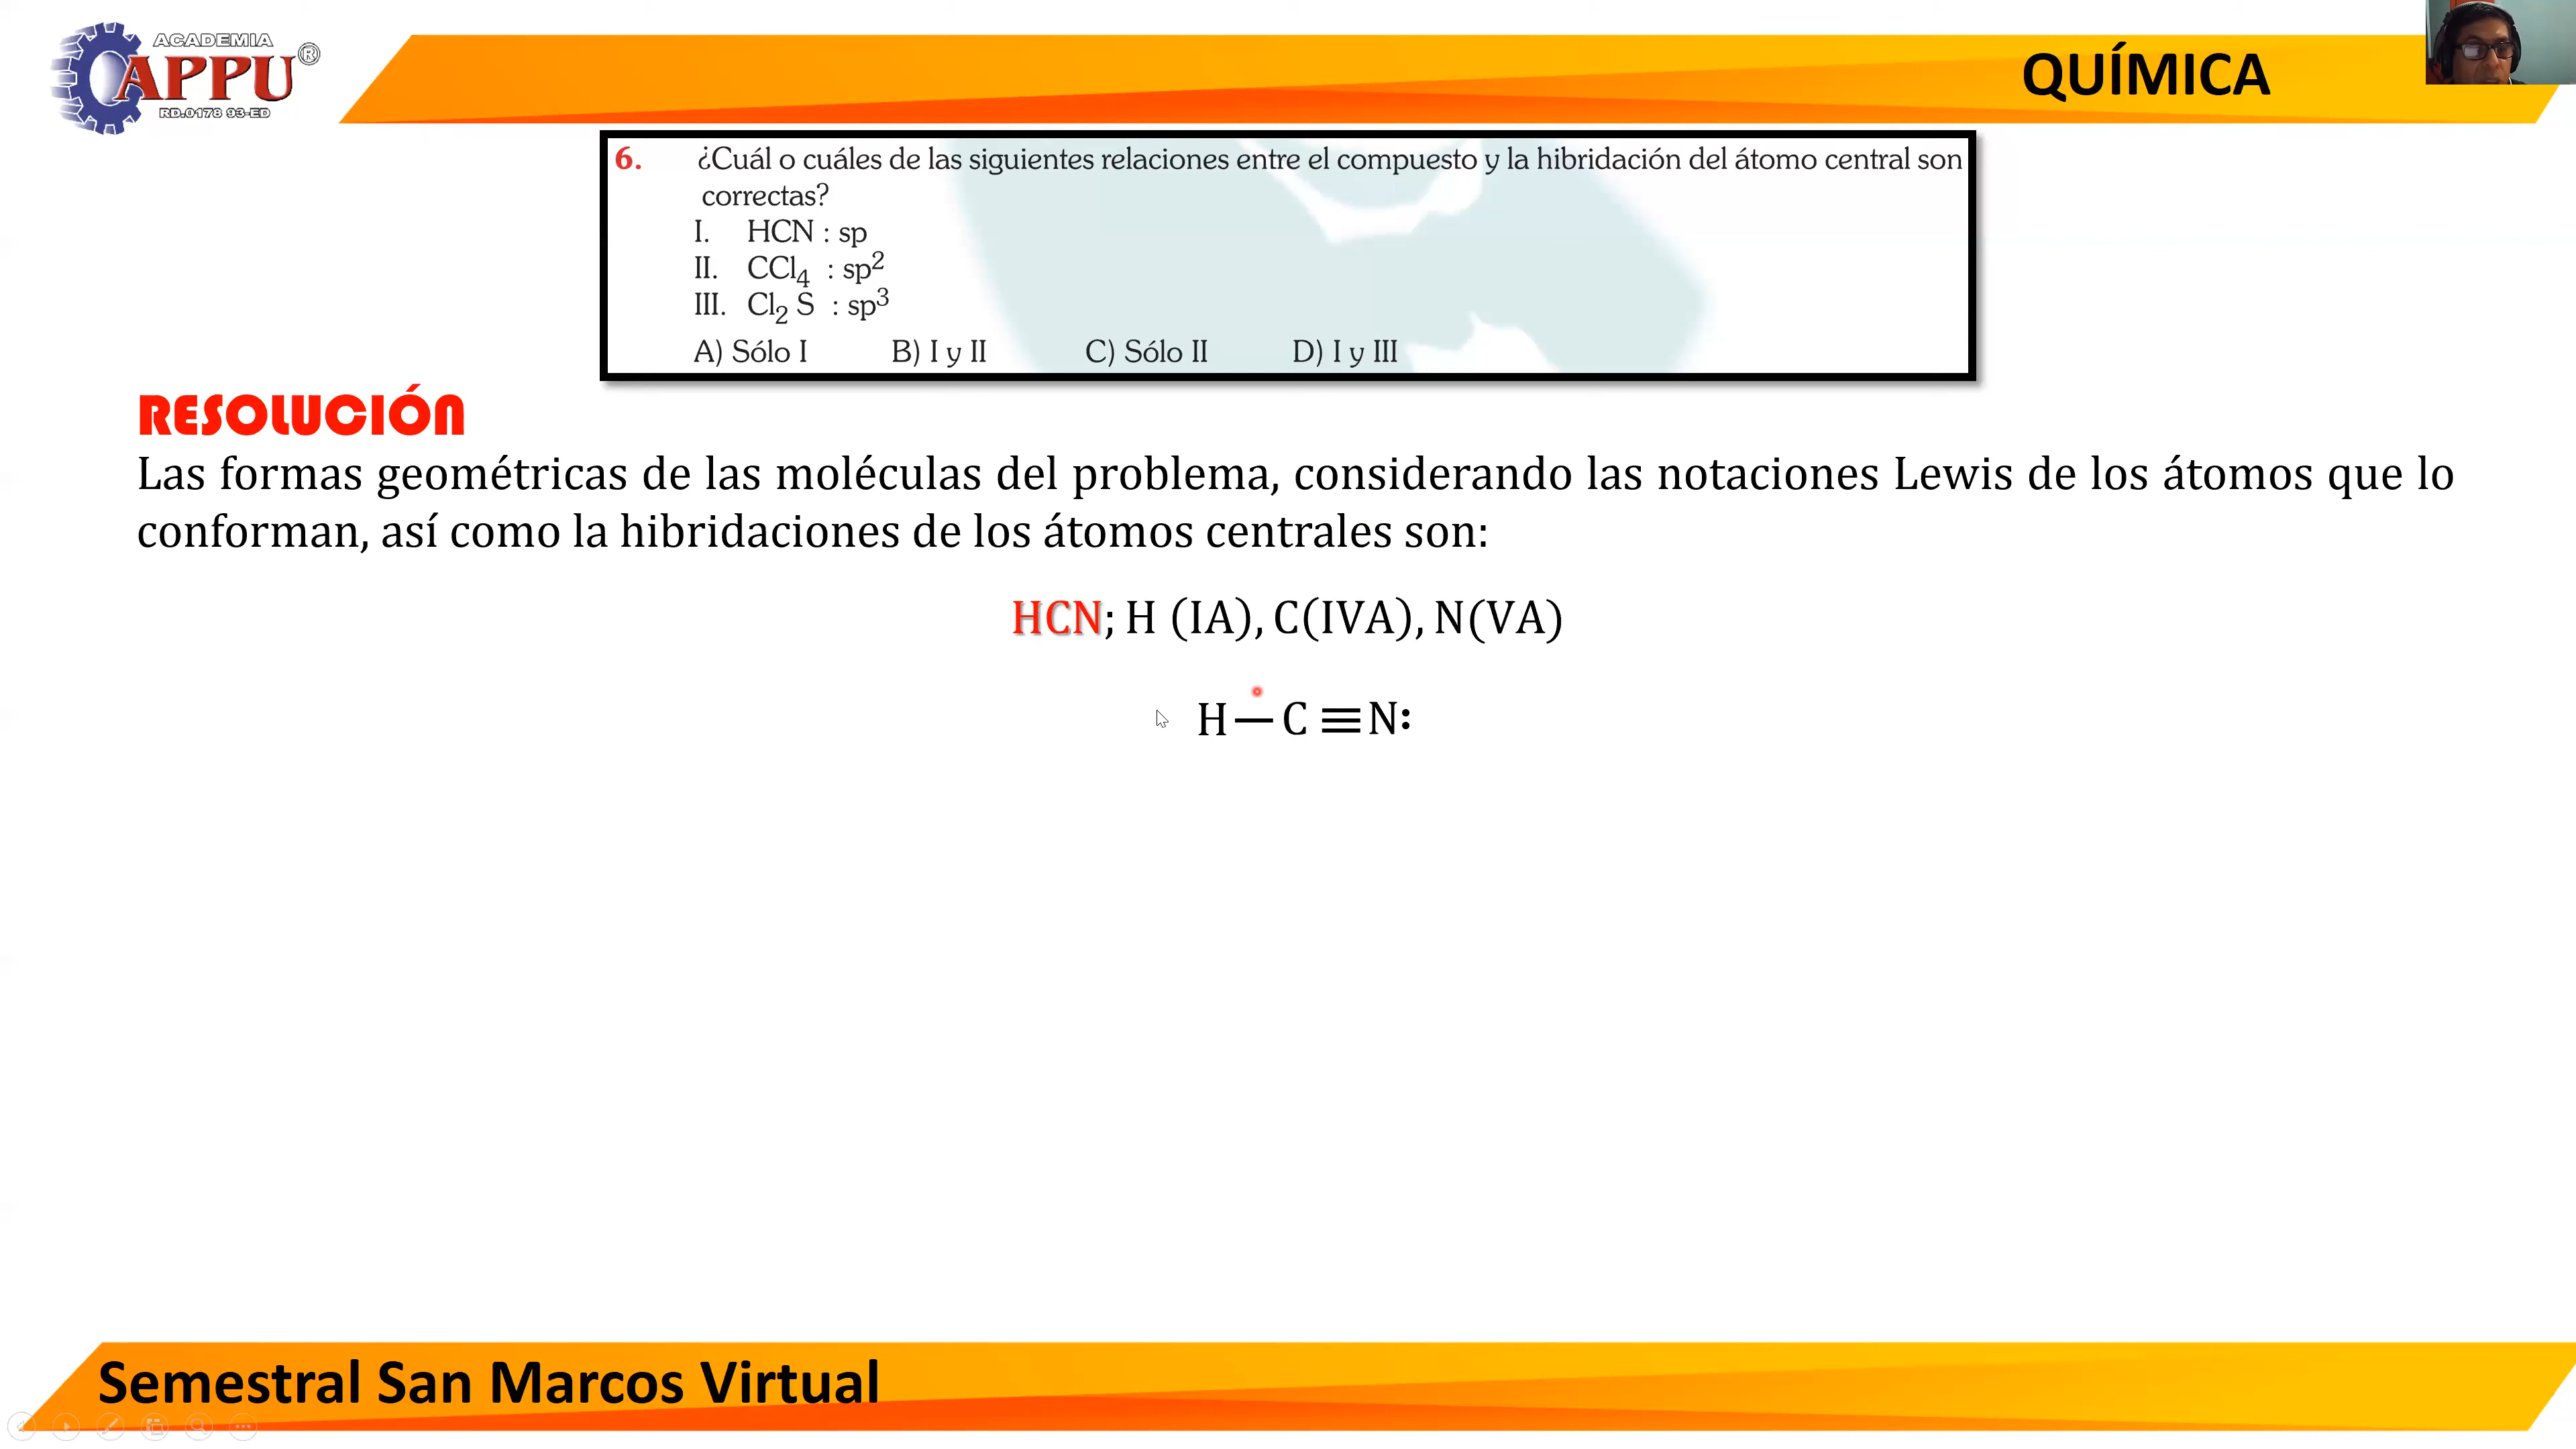 ACADEMIA
APPU®
RD.0178 93-ED
QUÍMICA
6. ¿Cuál o cuáles de las siguientes relaciones entre el compuesto y la hibridación del átomo central son
correctas?
I. HCN : sp
II. CCl₄ : sp²
III. Cl₂ S : sp³
A) Sólo I B) I y II C) Sólo II D) I y III
RESOLUCIÓN
Las formas geométricas de las moléculas del problema, considerando las notaciones Lewis de los átomos que lo
conforman, así como la hibridaciones de los átomos centrales son:
HCN; H (IA), C(IVA), N(VA)
H — C ≡ N:
Semestral San Marcos Virtual